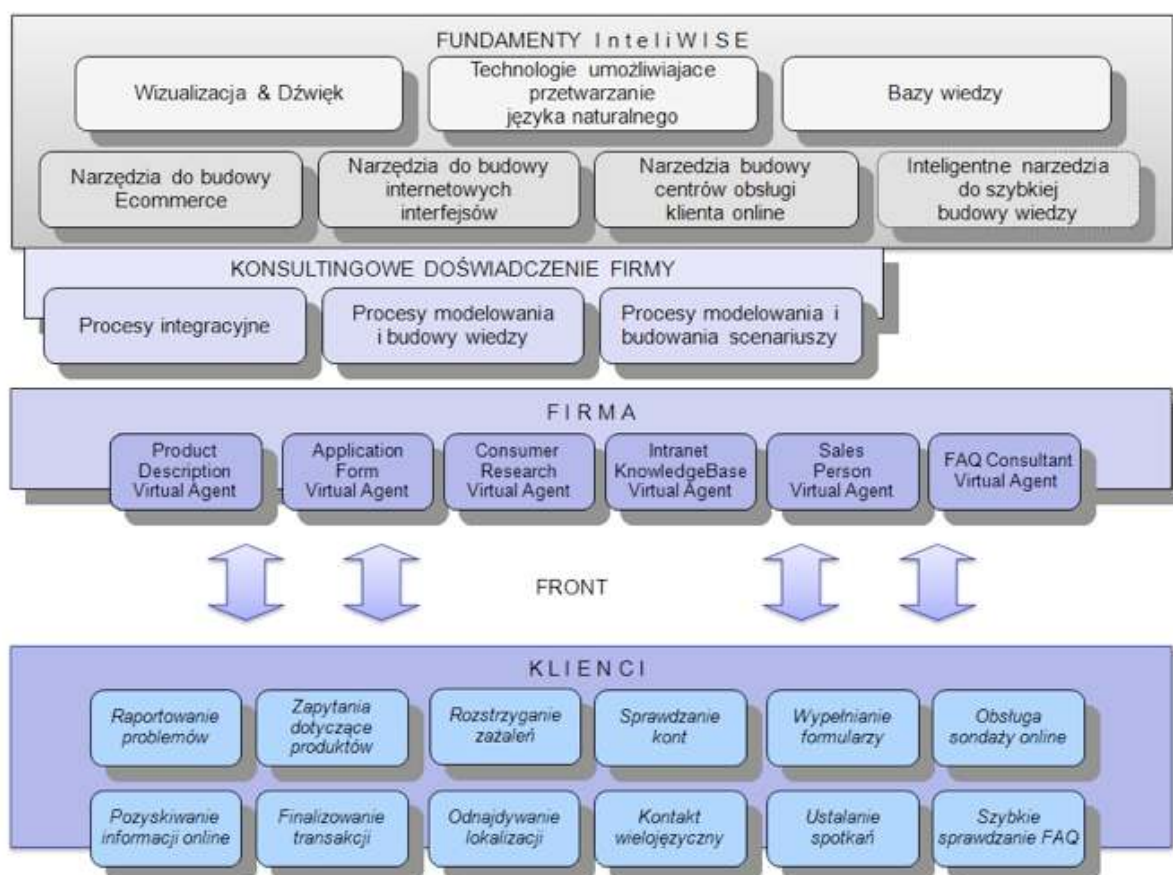 FUNDAMENTY InteliWISE
Wizualizacja & Dźwięk
Technologie umożliwiajace
przetwarzanie
języka naturalnego
Bazy wiedzy
Narzędzia do budowy
Ecommerce
Narzędzia do budowy
internetowych
interfejsów
Narzedzia budowy
centrów obsługi
klienta online
Inteligentne narzedzia
do szybkiej
budowy wiedzy
KONSULTINGOWE DOŚWIADCZENIE FIRMY
Procesy integracyjne
Procesy modelowania
i budowy wiedzy
Procesy modelowania i
budowania scenariuszy
FIRMA
Product
Description
Virtual Agent
Application
Form
Virtual Agent
Consumer
Research
Virtual Agent
Intranet
KnowledgeBase
Virtual Agent
Sales
Person
Virtual Agent
FAQ Consultant
Virtual Agent
FRONT
KLIENCI
Raportowanie
problemów
Zapytania
dotyczące
produktów
Rozstrzyganie
zażaleń
Sprawdzanie
kont
Wypełnianie
formularzy
Obsługa
sondaży online
Pozyskiwanie
informacji online
Finalizowanie
transakcji
Odnajdywanie
lokalizacji
Kontakt
wielojęzyczny
Ustalanie
spotkań
Szybkie
sprawdzanie FAQ